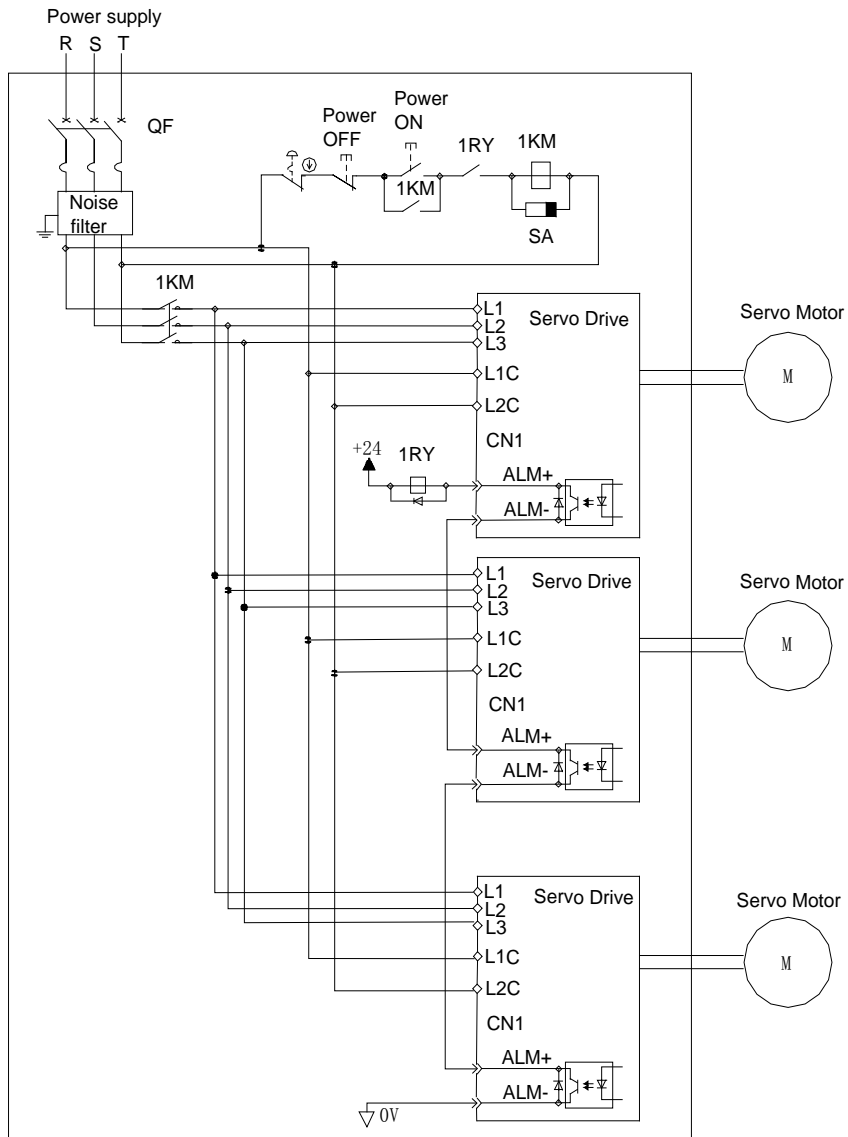 Power supply
R S T
QF
Power OFF
Power ON
1RY
1KM
1KM
SA
Noise filter
1KM
L1
L2
L3
L1C
L2C
CN1
Servo Drive
Servo Motor
M
+24
1RY
ALM+
ALM-
L1
L2
L3
L1C
L2C
CN1
Servo Drive
Servo Motor
M
ALM+
ALM-
L1
L2
L3
L1C
L2C
CN1
Servo Drive
Servo Motor
M
ALM+
ALM-
0V